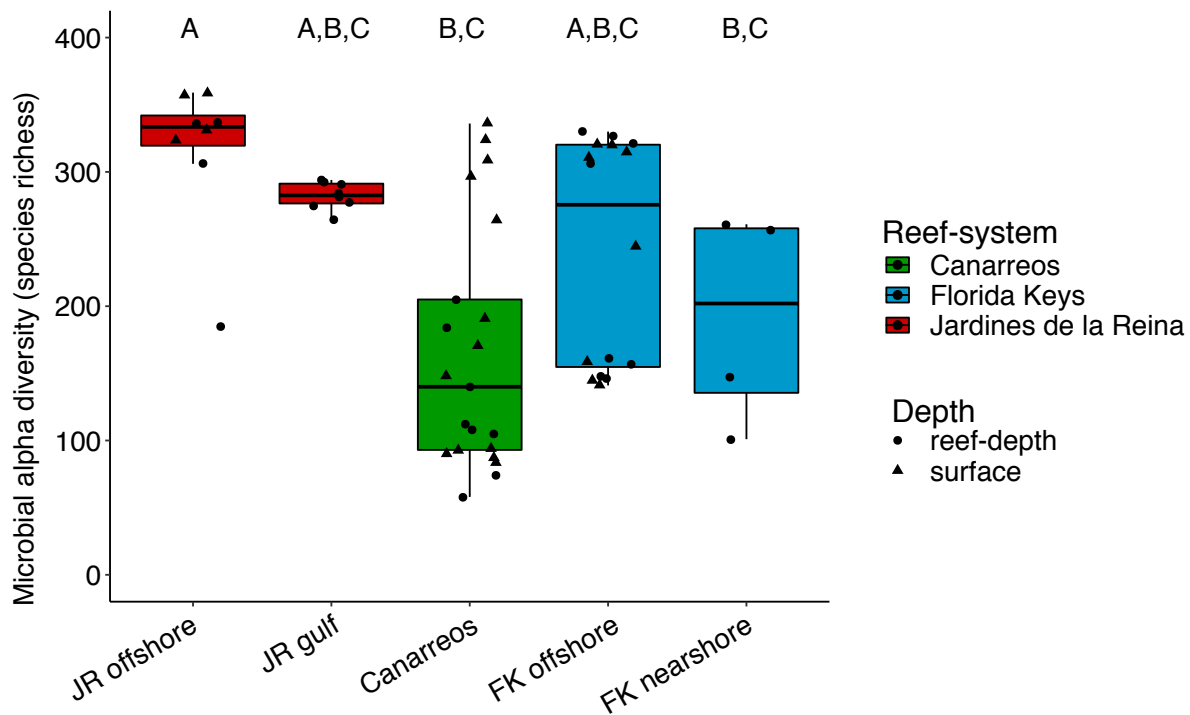 Microbial alpha diversity (species richess)
400
300
200
100
0
A
A,B,C
B,C
A,B,C
B,C
JR offshore
JR gulf
Canarreos
FK offshore
FK nearshore
Reef-system
Canarreos
Florida Keys
Jardines de la Reina
Depth
reef-depth
surface